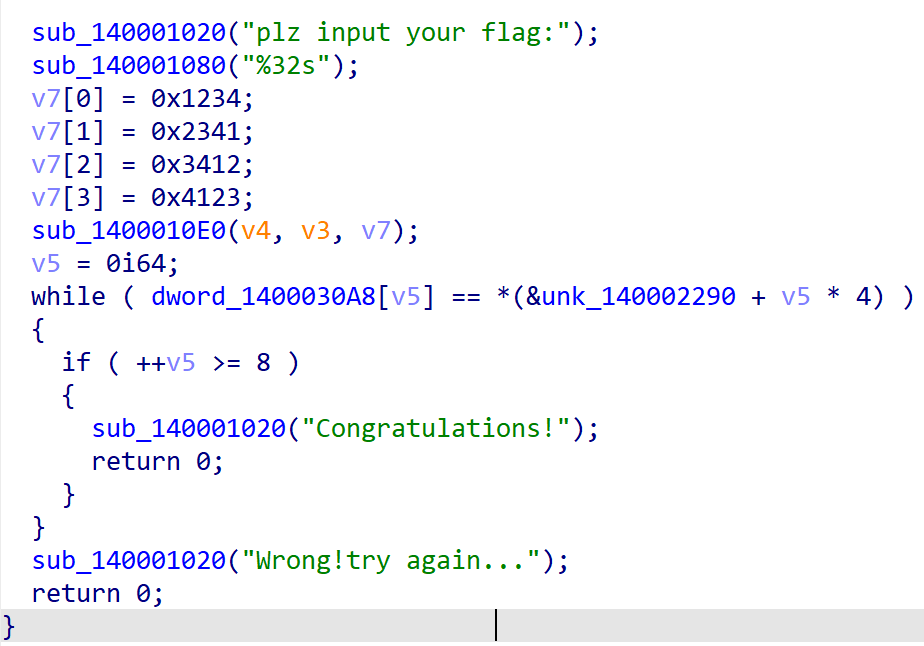 sub_140001020("plz input your flag:");
sub_140001080("%32s");
v7[0] = 0x1234;
v7[1] = 0x2341;
v7[2] = 0x3412;
v7[3] = 0x4123;
sub_1400010E0(v4, v3, v7);
v5 = 0i64;
while ( dword_1400030A8[v5] == *(&unk_140002290 + v5 * 4) )
{
if ( ++v5 >= 8 )
{
sub_140001020("Congratulations!");
return 0;
}
}
sub_140001020("Wrong!try again...");
return 0;
}